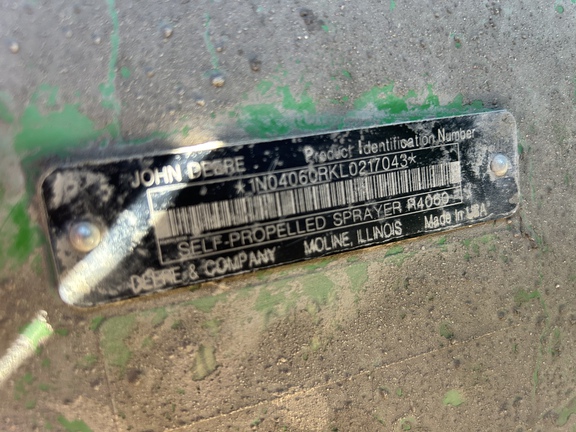 JOHN DEERE Product Identification Number
*1N04060RKL0217043*
SELF-PROPELLED SPRAYER R4060
DEERE & COMPANY MOLINE, ILLINOIS Made in USA